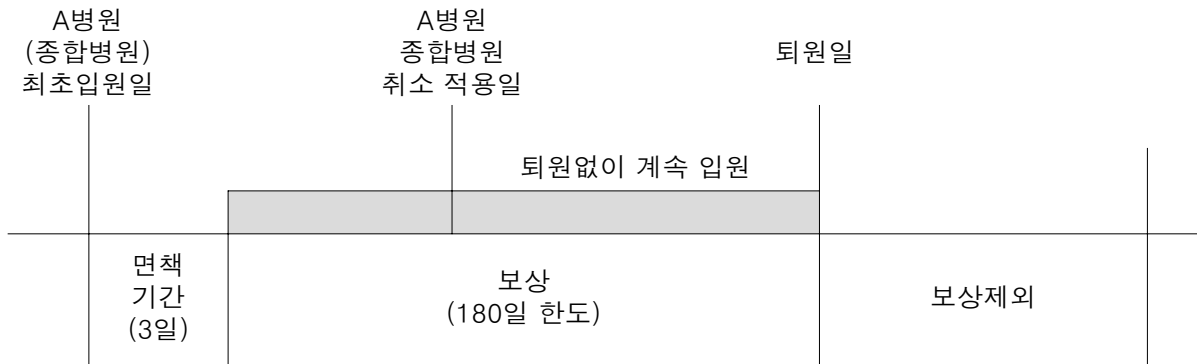 A병원
(종합병원)
최초입원일
A병원
종합병원
취소 적용일
퇴원일
퇴원없이 계속 입원
면책
기간
(3일)
보상
(180일 한도)
보상제외